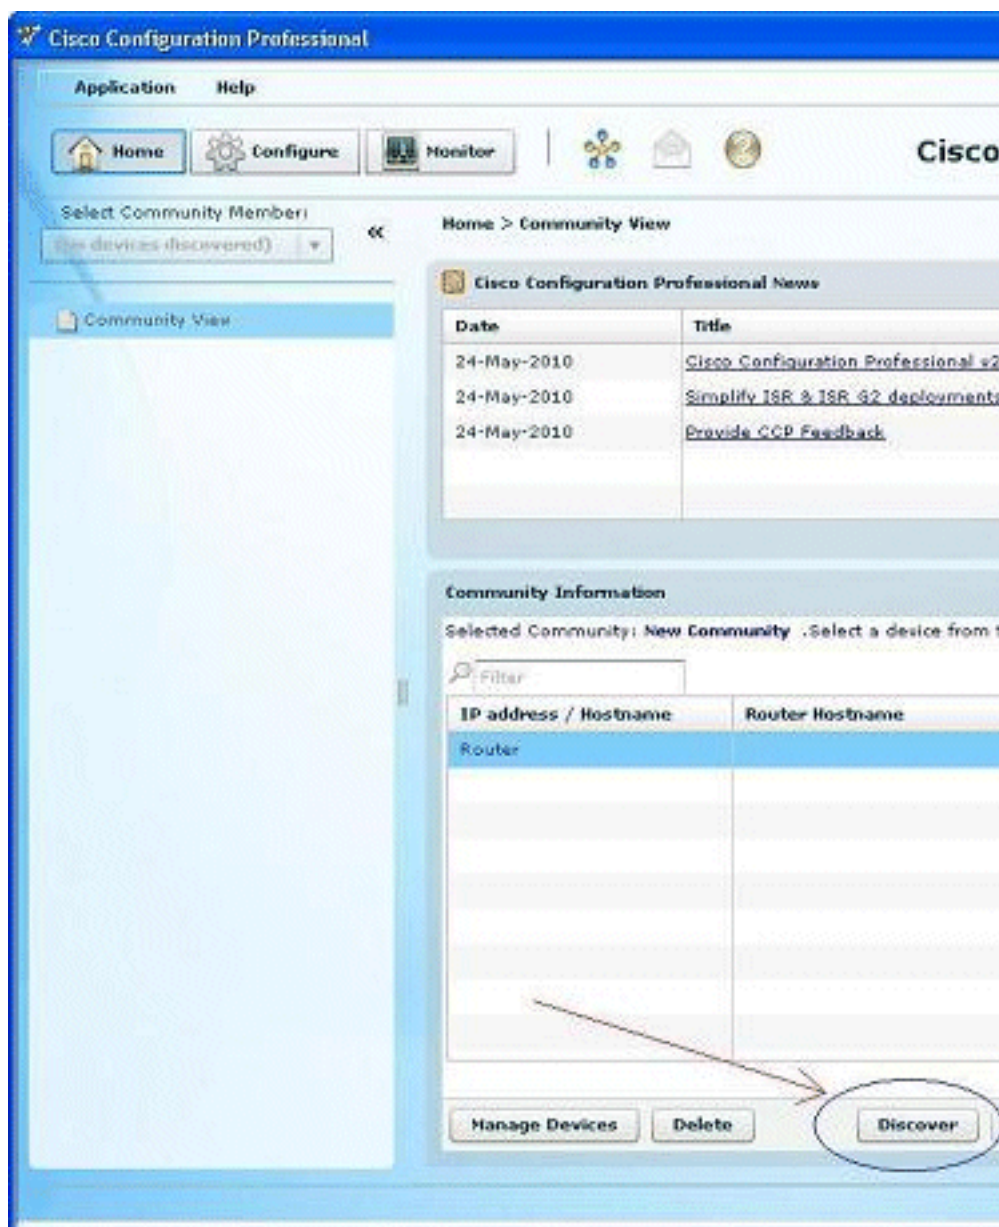 Cisco Configuration Professional
Application Help
Home Configure Monitor
Cisco
Select Community Member:
devices discovered)
Home > Community View
Community View
Cisco Configuration Professional News
Date Title
24-May-2010 Cisco Configuration Professional v2
24-May-2010 Simplify ISR & ISR G2 deployments
24-May-2010 Provide CCP Feedback
Community Information
Selected Community: New Community .Select a device from
Filter
IP address / Hostname Router Hostname
Router
Manage Devices Delete Discover